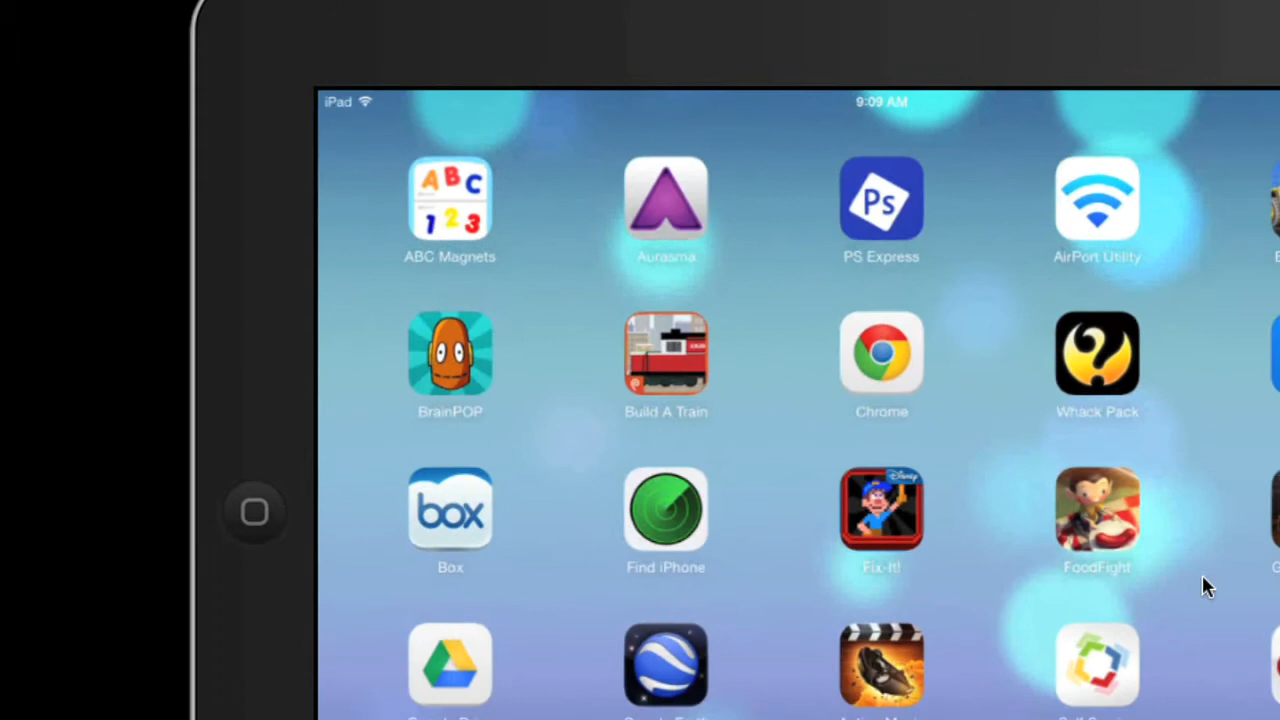 iPad
9:09 AM
ABC
123
Ps
ABC Magnets
Aurasma
PS Express
AirPort Utility
BrainPOP
Build A Train
Chrome
Whack Pack
box
Disney
Box
Find iPhone
Fix-It!
FoodFight